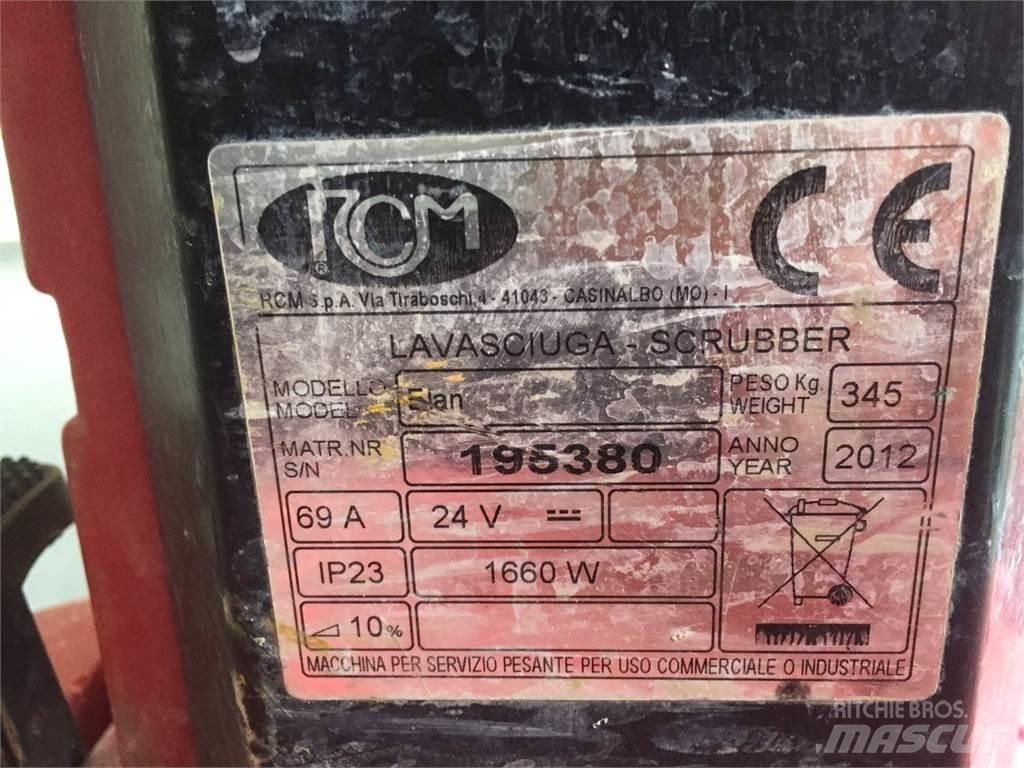 RCM
®
CE
RCM S.p.A. Via Tiraboschi,4 - 41043 - CASINALBO (MO) - I
LAVASCIUGA - SCRUBBER
MODELLO
MODEL
Elan
PESO Kg.
WEIGHT
345
MATR.NR
S/N
195380
ANNO
YEAR
2012
69 A
24 V
IP23
1660 W
10%
MACCHINA PER SERVIZIO PESANTE PER USO COMMERCIALE O INDUSTRIALE
RITCHIE BROS.
MASCUS